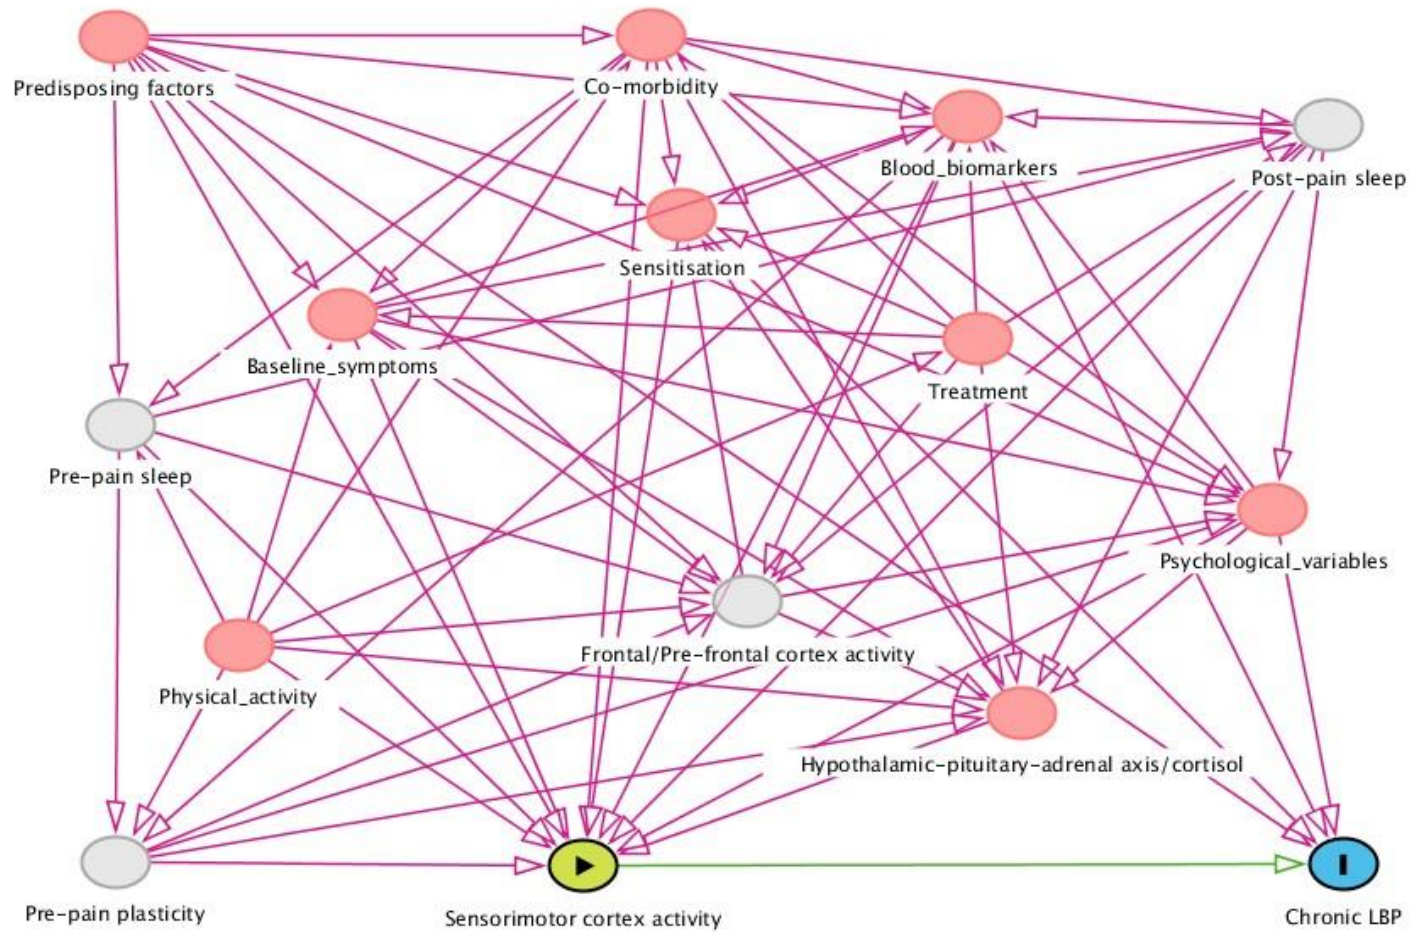 Predisposing factors
Co-morbidity
Blood_biomarkers
Post-pain sleep
Sensitisation
Baseline_symptoms
Treatment
Pre-pain sleep
Psychological_variables
Frontal/Pre-frontal cortex activity
Physical_activity
Hypothalamic-pituitary-adrenal axis/cortisol
Pre-pain plasticity
Sensorimotor cortex activity
Chronic LBP